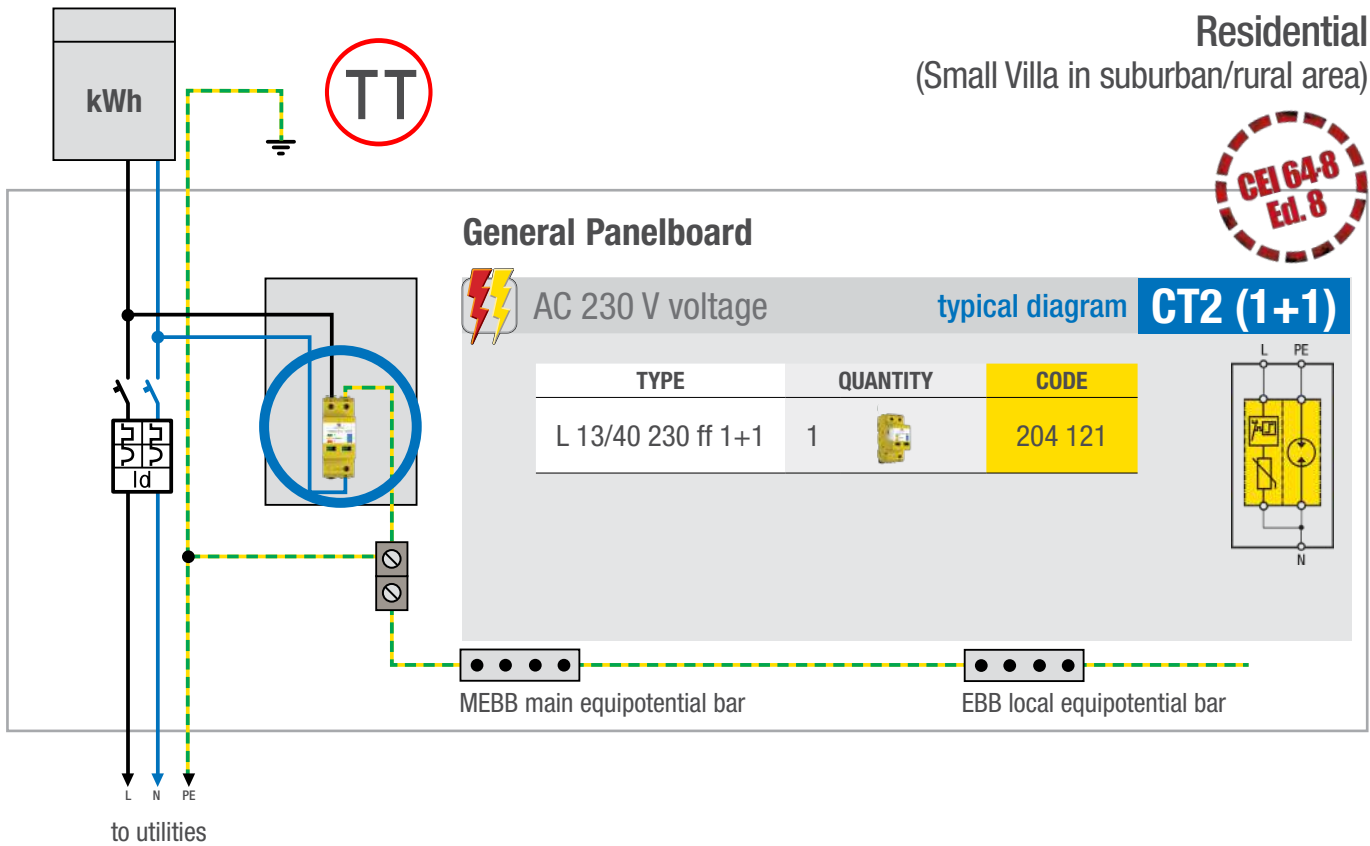 Residential
(Small Villa in suburban/rural area)
kWh
TT
CEI 64-8
Ed. 8
General Panelboard
AC 230 V voltage
typical diagram
CT2 (1+1)
L PE
TYPE QUANTITY CODE
L 13/40 230 ff 1+1 1 204 121
N
Id
MEBB main equipotential bar
EBB local equipotential bar
L N PE
to utilities